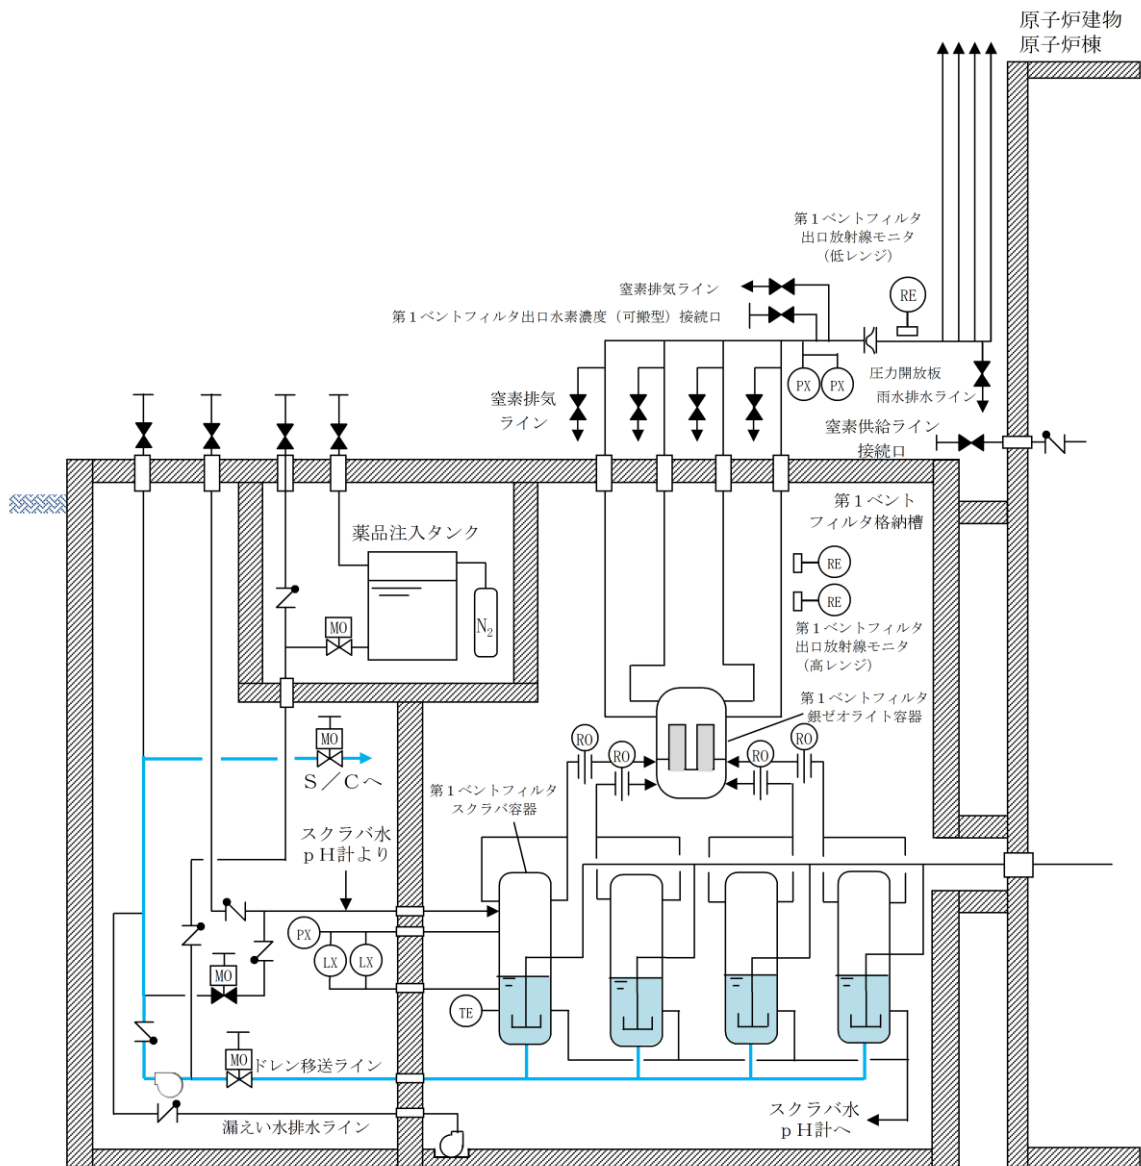 原子炉建物
原子炉棟
第1ベントフィルタ
出口放射線モニタ
（低レンジ）
RE
窒素排気ライン
第1ベントフィルタ出口水素濃度（可搬型）接続口
PX
PX
圧力開放板
雨水排水ライン
窒素排気
ライン
窒素供給ライン
接続口
第1ベント
フィルタ格納槽
薬品注入タンク
MO
N2
RE
RE
第1ベントフィルタ
出口放射線モニタ
（高レンジ）
第1ベントフィルタ
銀ゼオライト容器
RO
RO
RO
RO
MO
S／Cへ
第1ベントフィルタ
スクラバ容器
スクラバ水
pH計より
PX
LX
LX
MO
TE
MO
ドレン移送ライン
漏えい水排水ライン
スクラバ水
pH計へ